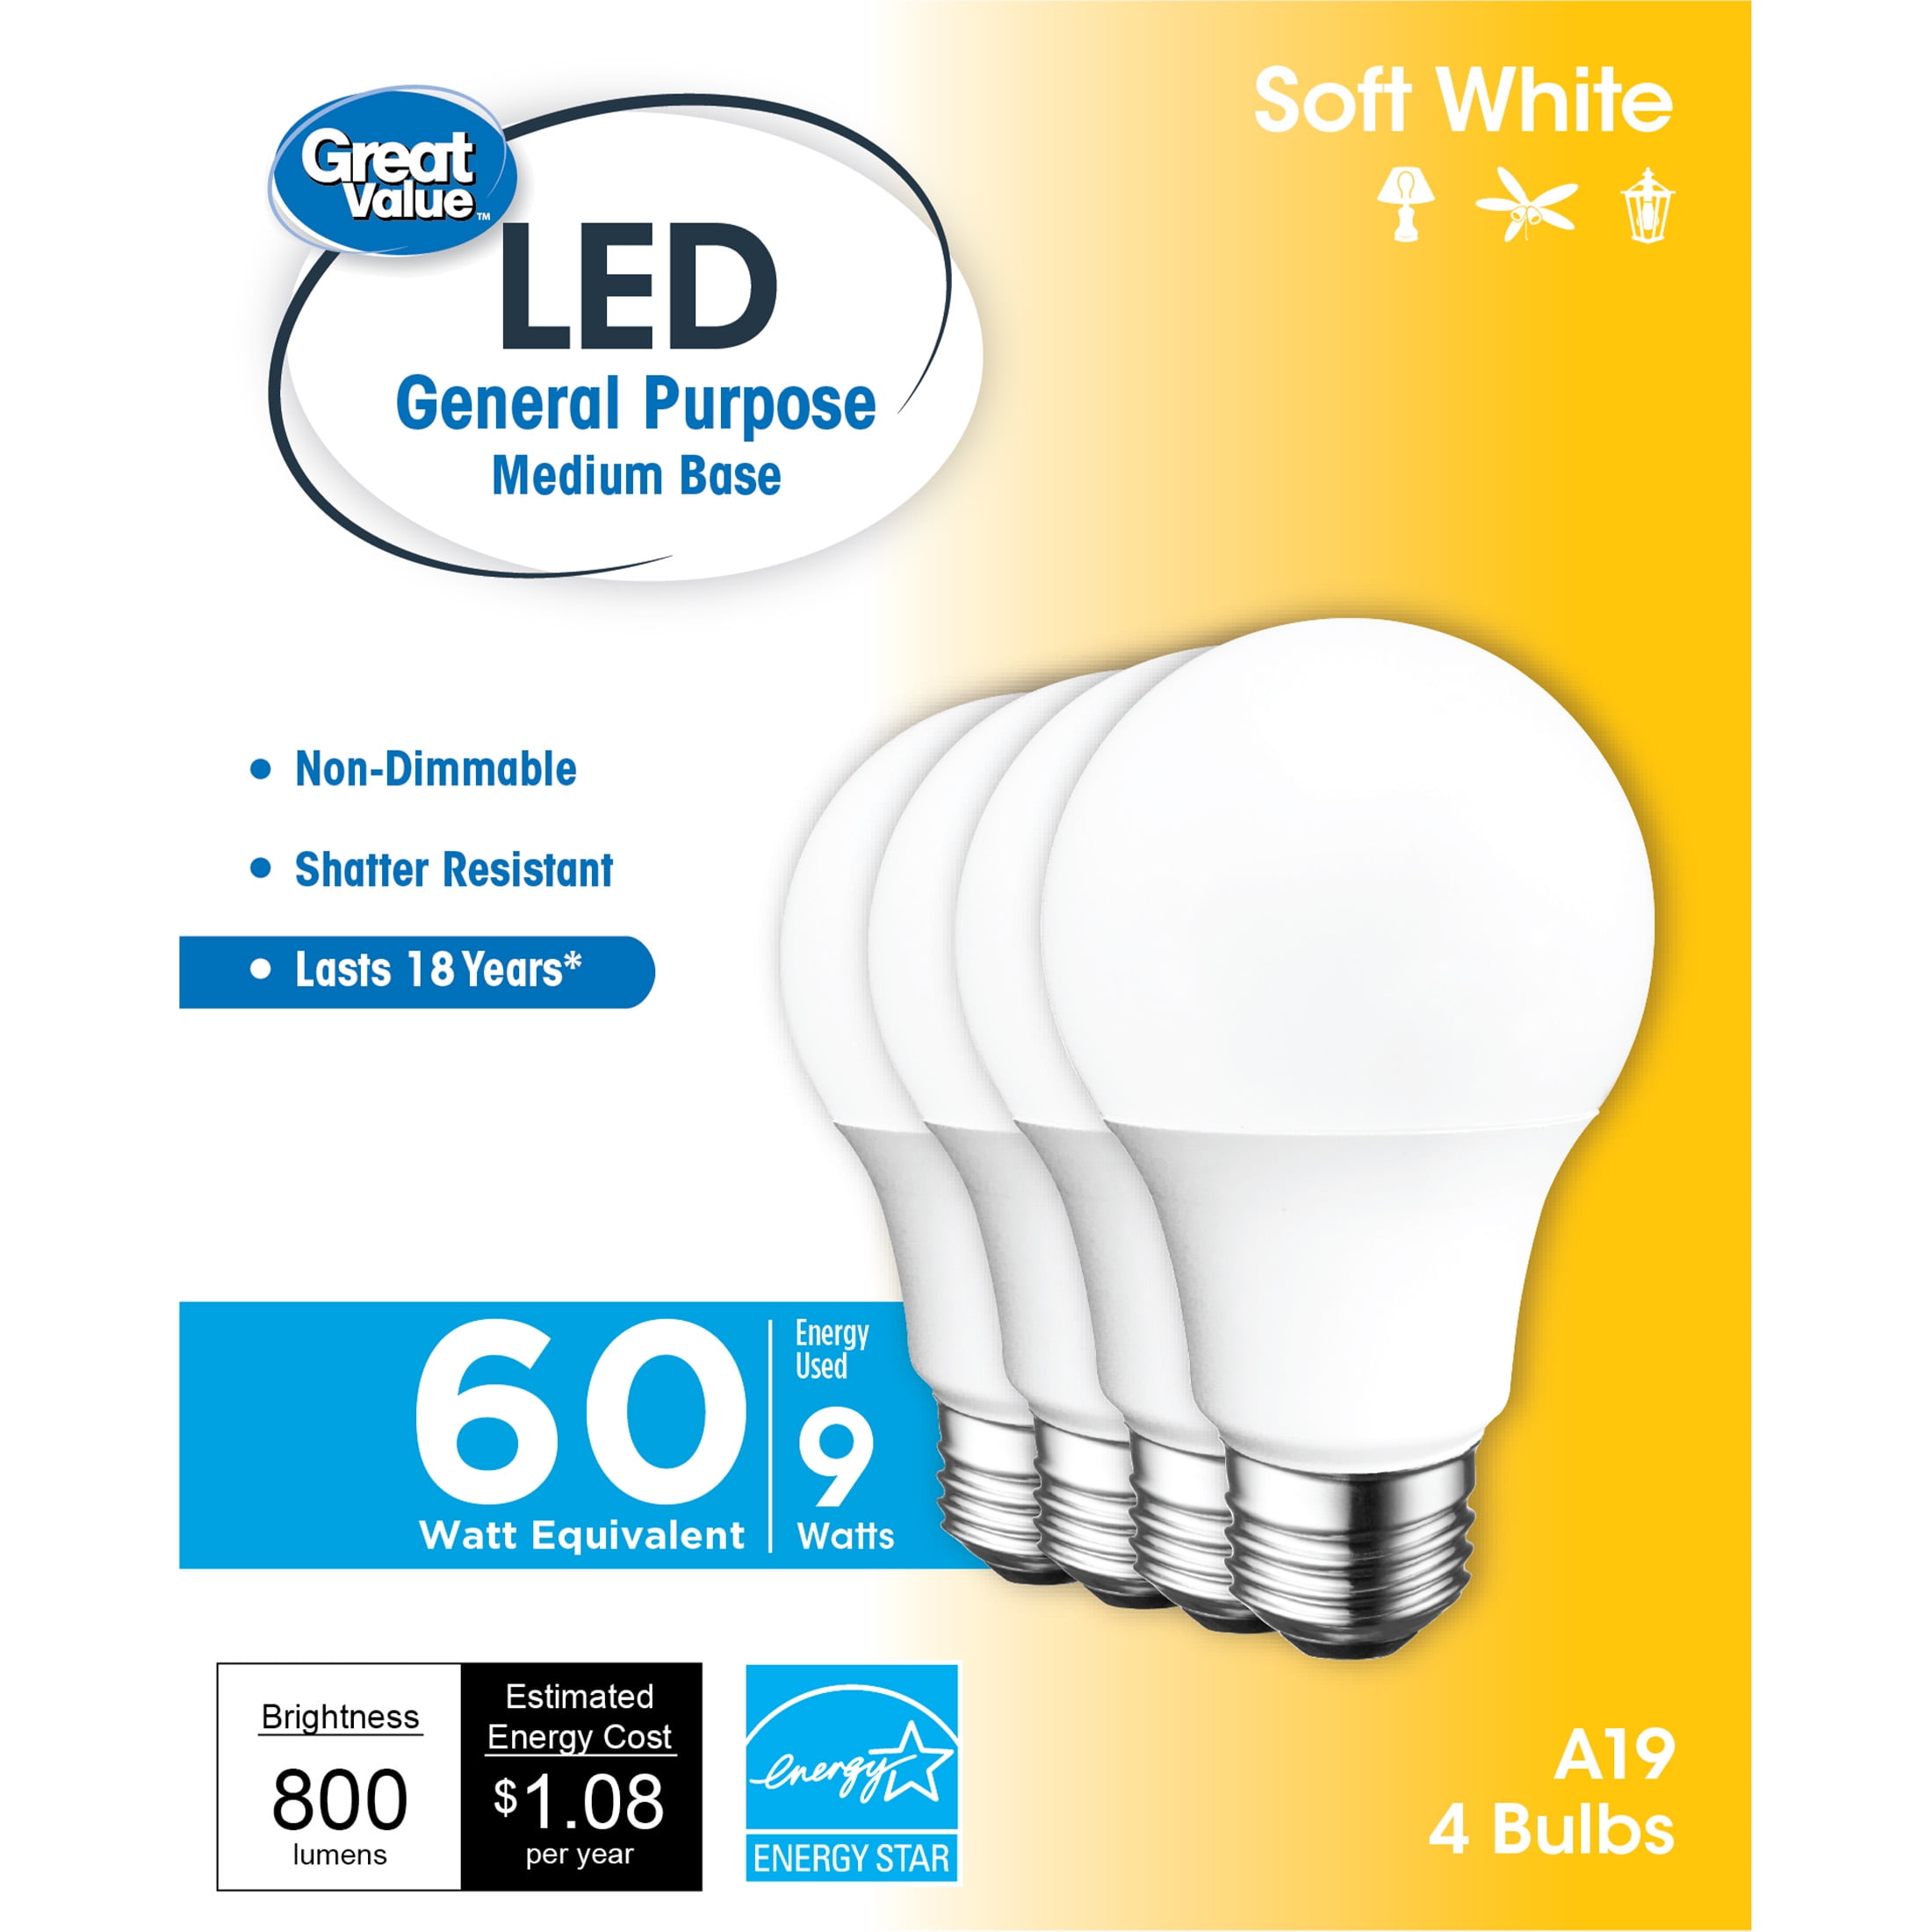 Soft White
Great
Value™
LED
General Purpose
Medium Base
• Non-Dimmable
• Shatter Resistant
• Lasts 18 Years*
60
Watt Equivalent
Energy
Used
9
Watts
Brightness
800
lumens
Estimated
Energy Cost
$1.08
per year
energy
ENERGY STAR
A19
4 Bulbs